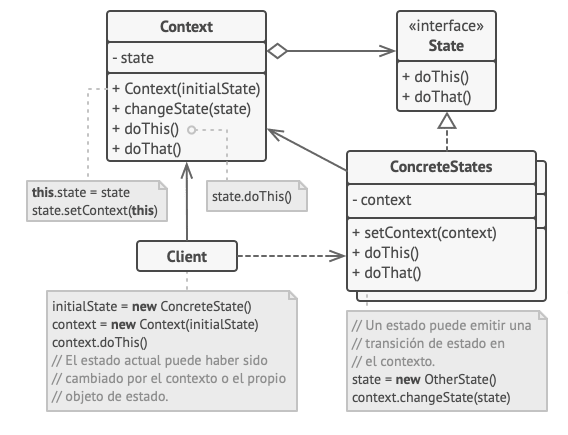 Context
- state
+ Context(initialState)
+ changeState(state)
+ doThis()
+ doThat()
«interface»
State
+ doThis()
+ doThat()
this.state = state
state.setContext(this)
state.doThis()
ConcreteStates
- context
+ setContext(context)
+ doThis()
+ doThat()
Client
initialState = new ConcreteState()
context = new Context(initialState)
context.doThis()
// El estado actual puede haber sido
// cambiado por el contexto o el propio
// objeto de estado.
// Un estado puede emitir una
// transición de estado en
// el contexto.
state = new OtherState()
context.changeState(state)